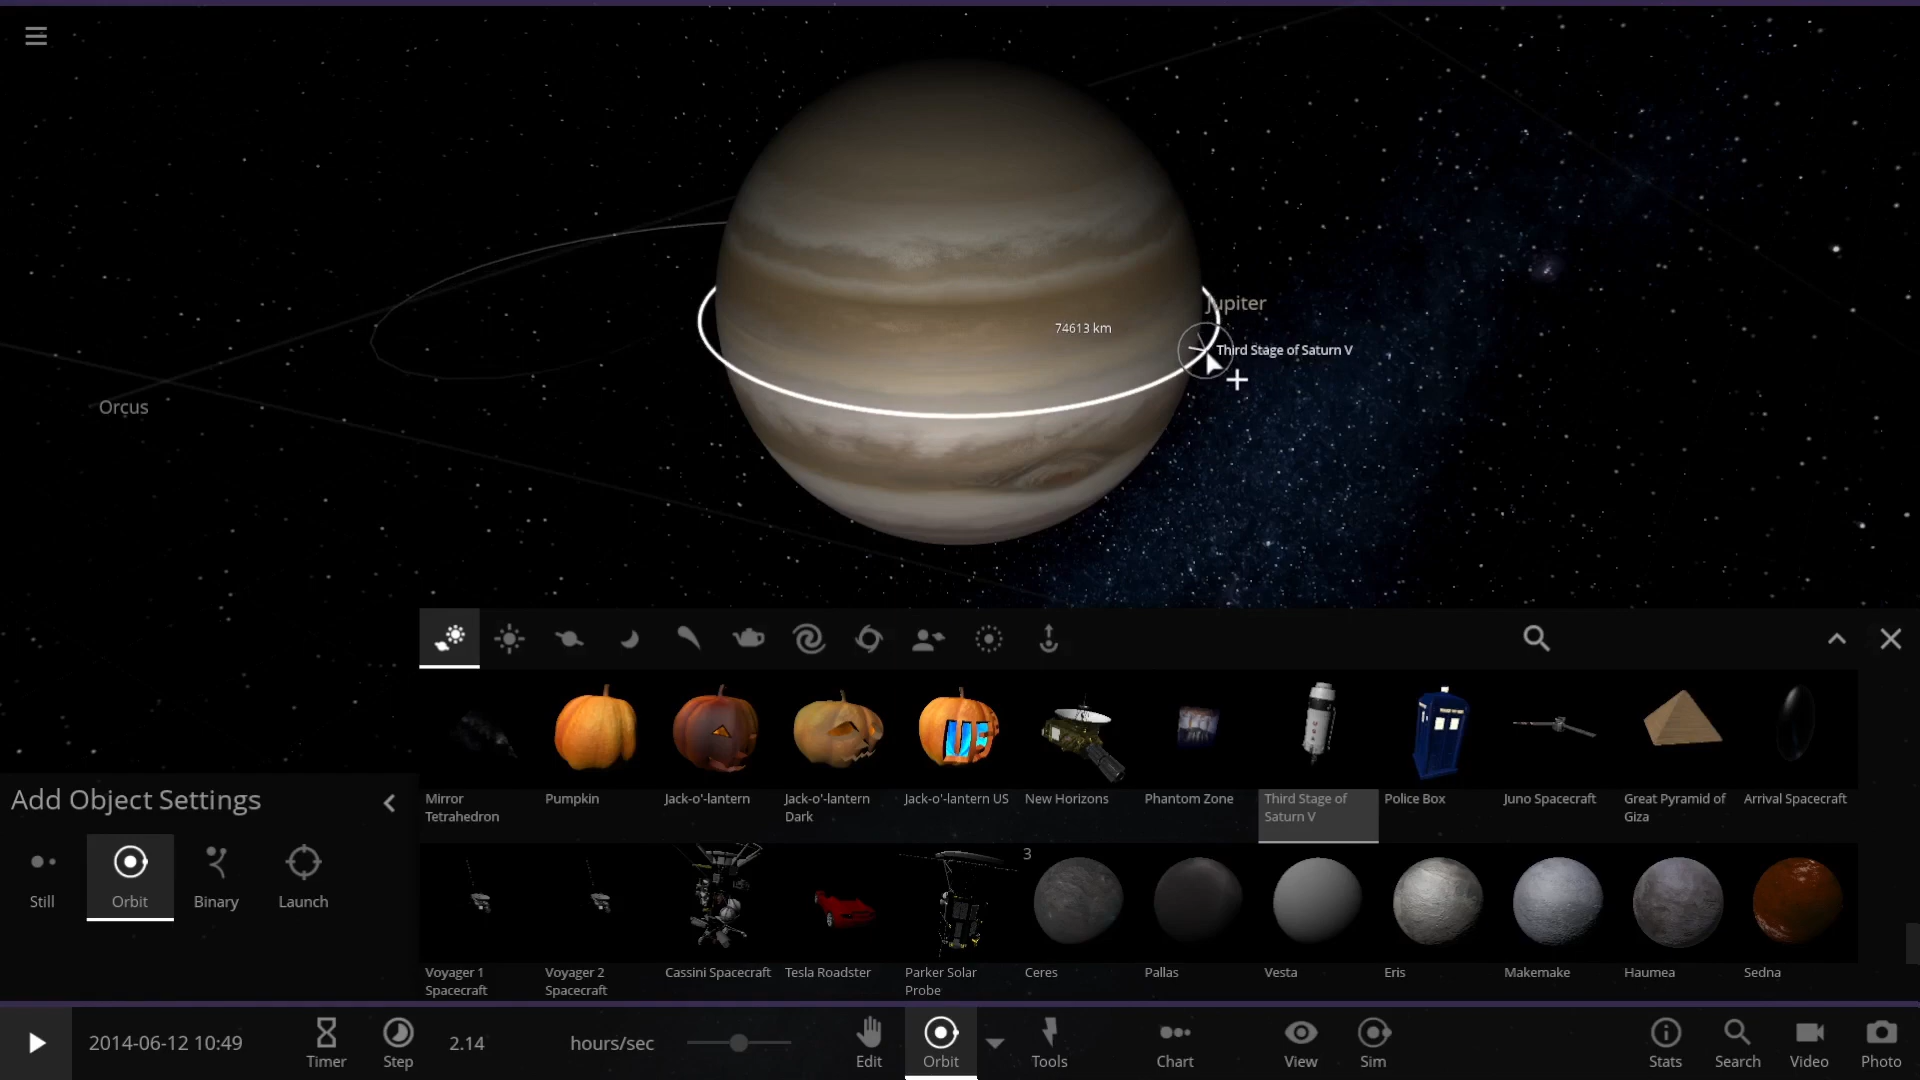 Jupiter
74613 km
Third Stage of Saturn V
Orcus
Mirror
Tetrahedron
Pumpkin
Jack-o'-lantern
Jack-o'-lantern
Dark
Jack-o'-lantern US
New Horizons
Phantom Zone
Third Stage of
Saturn V
Police Box
Juno Spacecraft
Great Pyramid of
Giza
Arrival Spacecraft
Add Object Settings
Still
Orbit
Binary
Launch
3
Voyager 1
Spacecraft
Voyager 2
Spacecraft
Cassini Spacecraft
Tesla Roadster
Parker Solar
Probe
Ceres
Pallas
Vesta
Eris
Makemake
Haumea
Sedna
2014-06-12 10:49
Timer
Step
2.14
hours/sec
Edit
Orbit
Tools
Chart
View
Sim
Stats
Search
Video
Photo